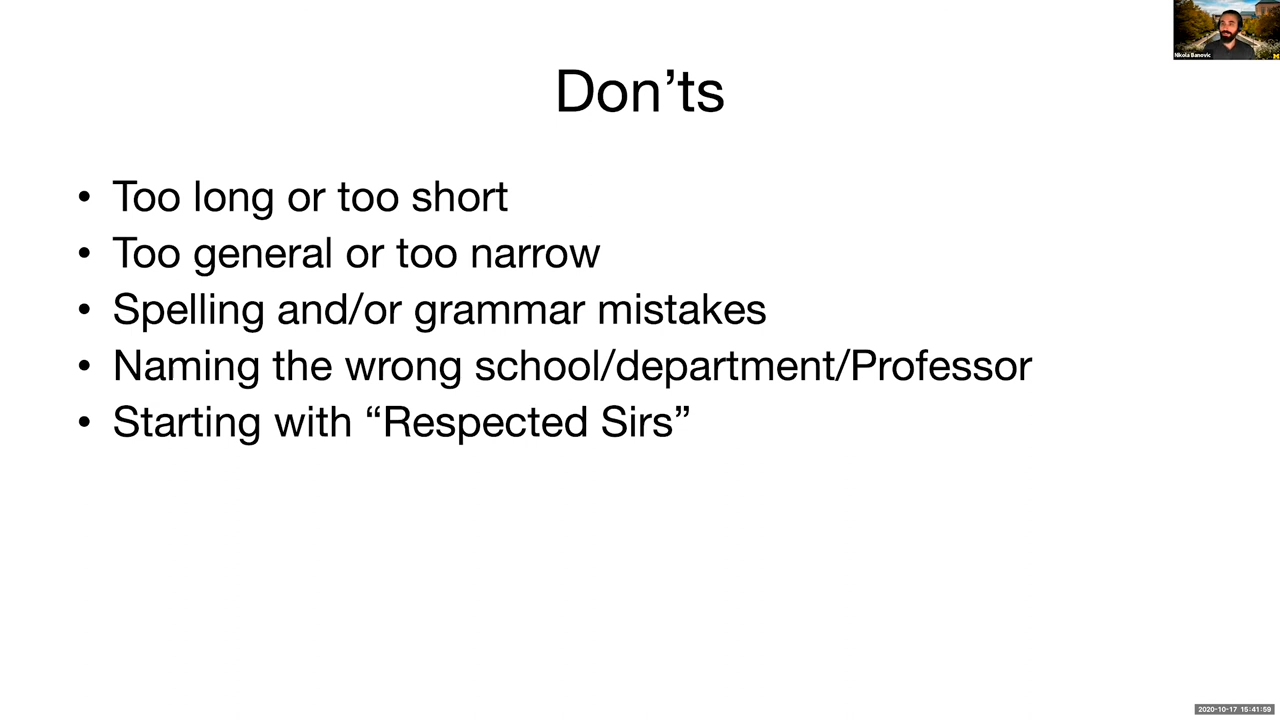 Nikola Banovic
Don’ts
• Too long or too short
• Too general or too narrow
• Spelling and/or grammar mistakes
• Naming the wrong school/department/Professor
• Starting with “Respected Sirs”
2020-10-17 15:41:59